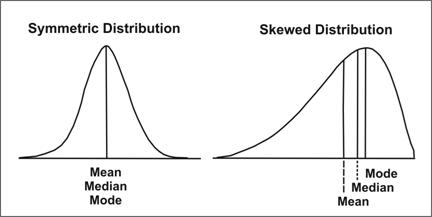 Symmetric Distribution
Mean
Median
Mode
Skewed Distribution
Mode
Median
Mean